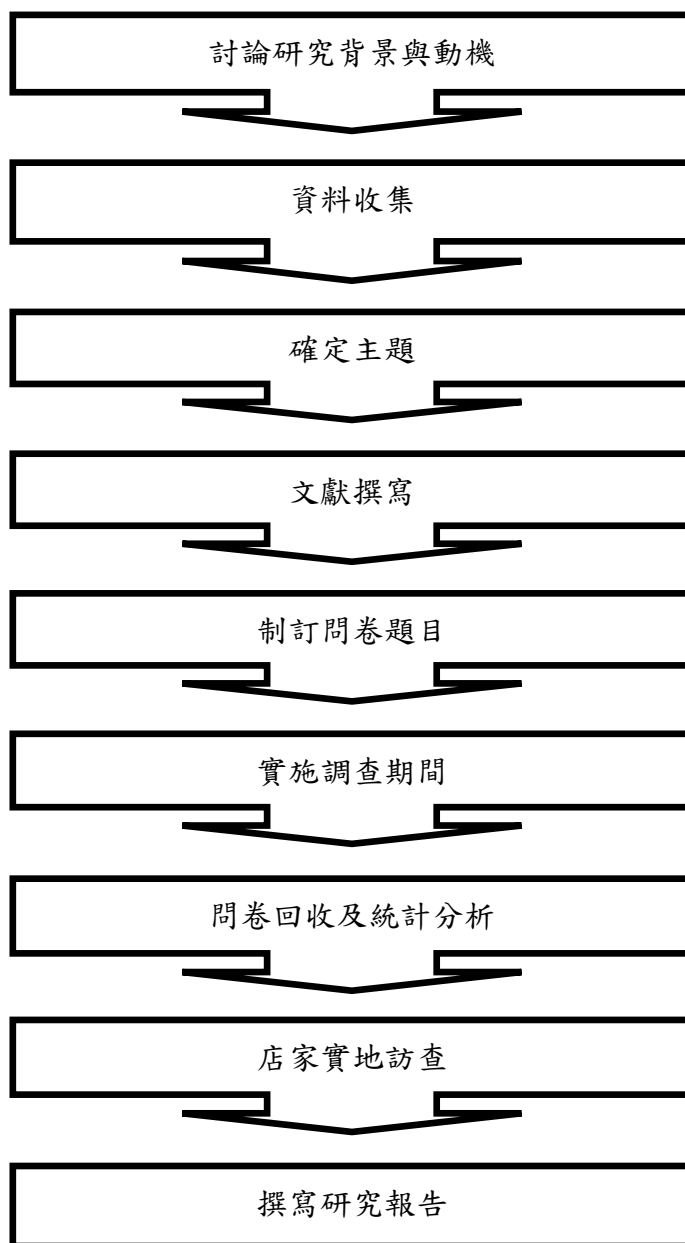 討論研究背景與動機
資料收集
確定主題
文獻撰寫
制訂問卷題目
實施調查期間
問卷回收及統計分析
店家實地訪查
撰寫研究報告